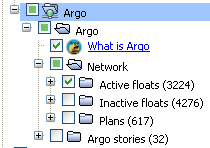 Argo
Argo
What is Argo
Network
Active floats (3224)
Inactive floats (4276)
Plans (617)
Argo stories (32)